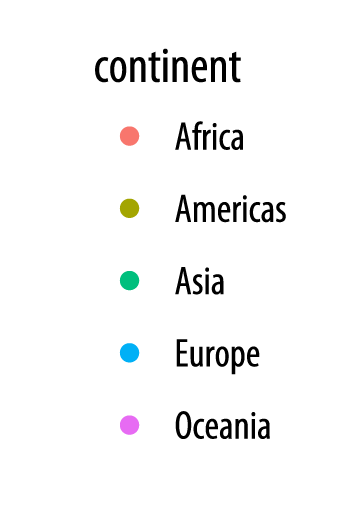 continent
Africa
Americas
Asia
Europe
Oceania